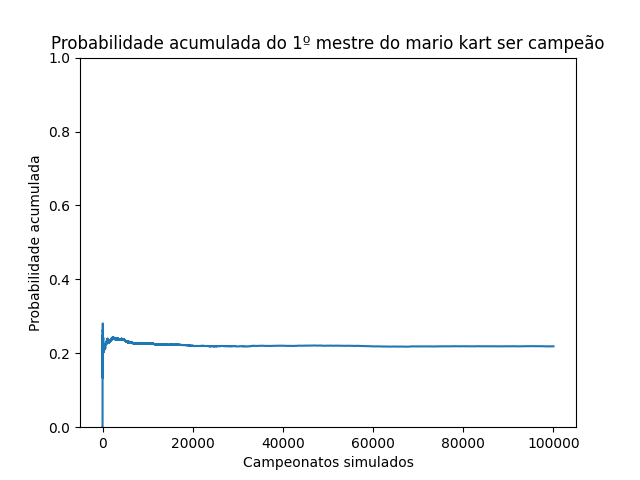 Probabilidade acumulada do 1º mestre do mario kart ser campeão
1.0
0.8
0.6
0.4
0.2
0.0
Probabilidade acumulada
0 20000 40000 60000 80000 100000
Campeonatos simulados